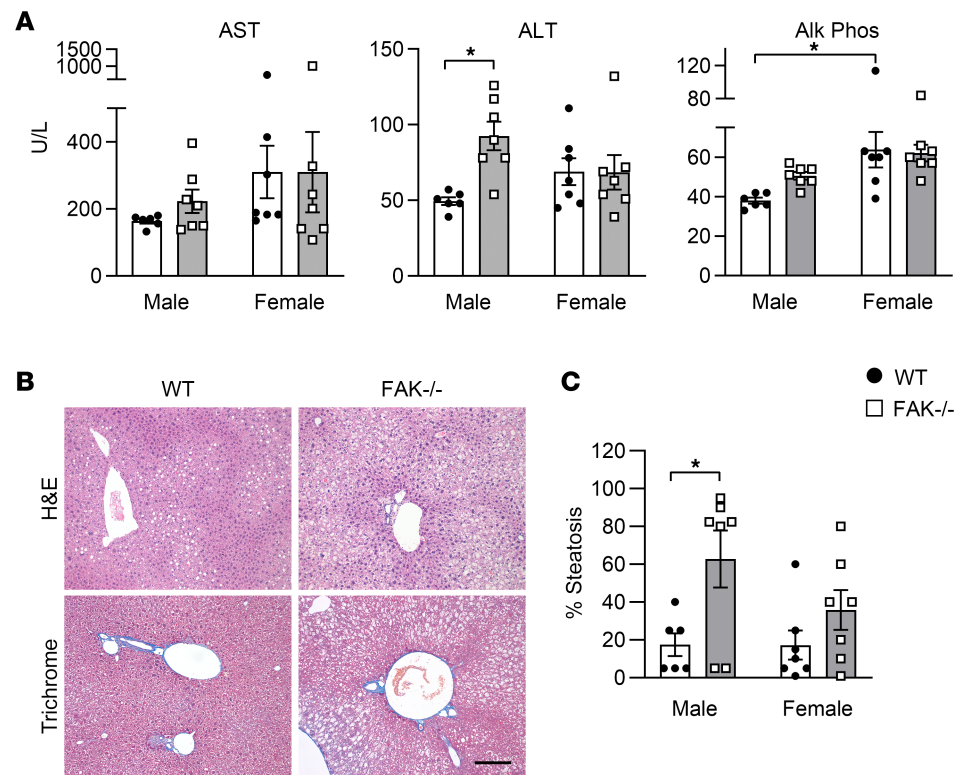 A
AST
ALT
Alk Phos
U/L
1500
1000
400
200
0
Male
Female
150
100
50
0
*
Male
Female
120
80
60
40
20
0
*
Male
Female
B
WT
FAK-/-
H&E
Trichrome
C
WT
FAK-/-
% Steatosis
120
100
80
60
40
20
0
*
Male
Female